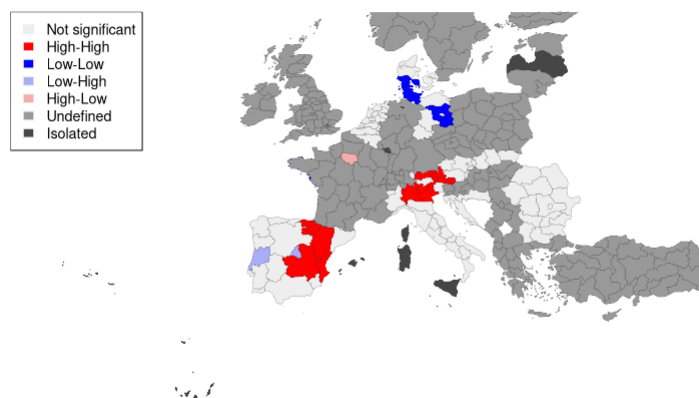 Not significant
High-High
Low-Low
Low-High
High-Low
Undefined
Isolated